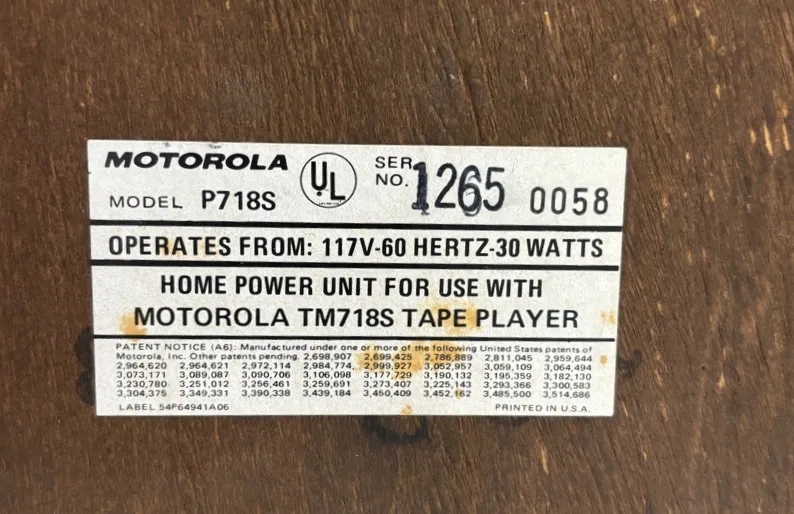 MOTOROLA UL SER. NO. 1265 0058
MODEL P718S
OPERATES FROM: 117V-60 HERTZ-30 WATTS
HOME POWER UNIT FOR USE WITH
MOTOROLA TM718S TAPE PLAYER
PATENT NOTICE (A6): Manufactured under one or more of the following United States patents of
Motorola, Inc. Other patents pending. 2,698,907 2,699,425 2,786,889 2,811,045 2,959,644
2,964,620 2,964,621 2,972,114 2,984,774 2,999,927 3,052,957 3,059,109 3,064,494
3,073,171 3,089,087 3,090,706 3,106,098 3,177,729 3,190,132 3,195,359 3,182,130
3,230,780 3,251,012 3,256,461 3,259,691 3,273,407 3,225,143 3,293,366 3,300,583
3,304,375 3,349,331 3,390,338 3,439,184 3,450,409 3,452,162 3,485,500 3,514,686
LABEL 54P64941A06 PRINTED IN U.S.A.